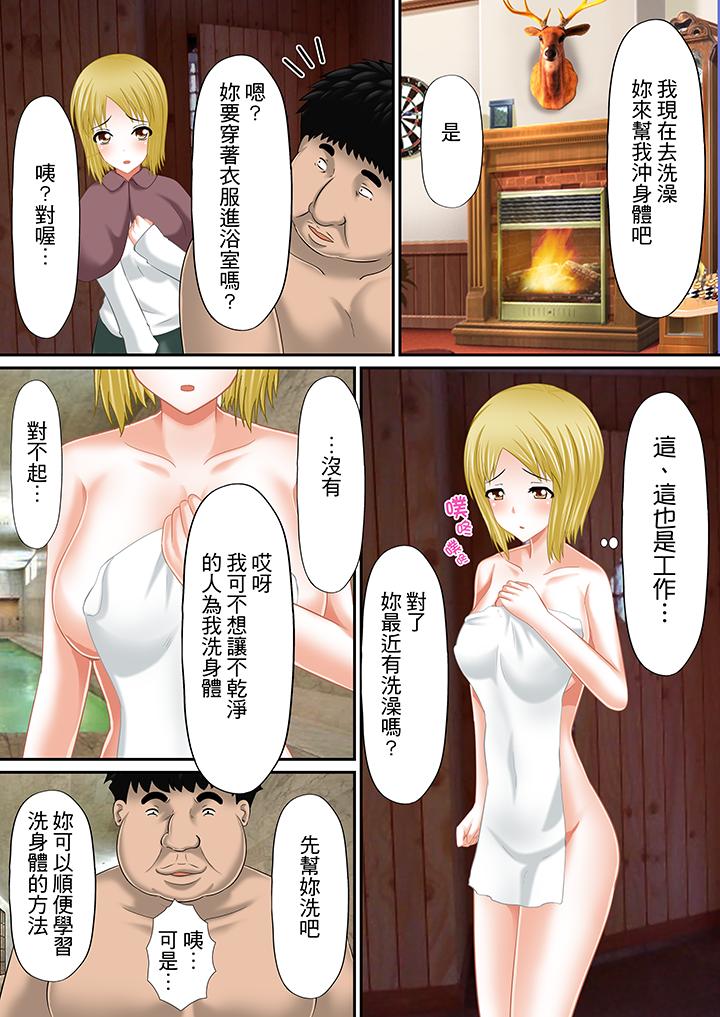 我現在去洗澡
妳來幫我沖身體吧
是
嗯？
妳要穿著衣服進浴室嗎？
咦？對喔…
這、這也是工作…
噗咚
噗咚
對了
妳最近有洗澡嗎？
…沒有
對不起…
哎呀
我可不想讓不乾淨
的人為我洗身體
先幫妳洗吧
妳可以順便學習
洗身體的方法
咦…
可是…